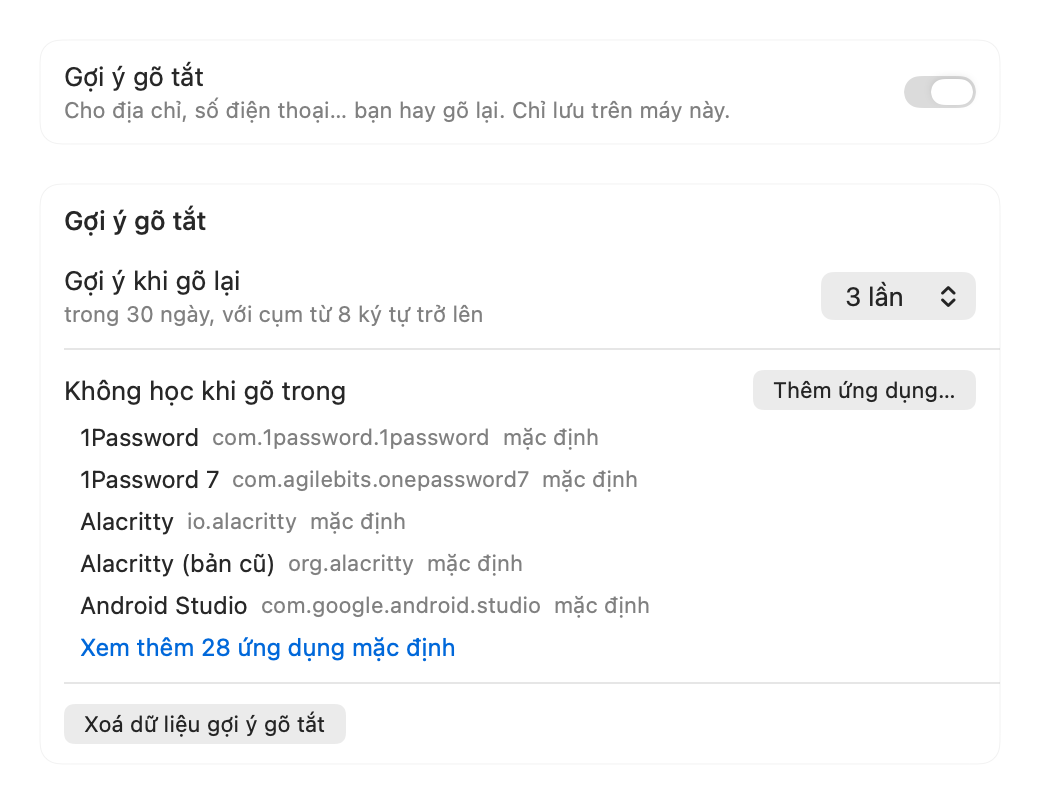 Gợi ý gõ tắt
Cho địa chỉ, số điện thoại... bạn hay gõ lại. Chỉ lưu trên máy này.
Gợi ý gõ tắt
Gợi ý khi gõ lại
3 lần
trong 30 ngày, với cụm từ 8 ký tự trở lên
Không học khi gõ trong
Thêm ứng dụng...
1Password com.1password.1password mặc định
1Password 7 com.agilebits.onepassword7 mặc định
Alacritty io.alacritty mặc định
Alacritty (bản cũ) org.alacritty mặc định
Android Studio com.google.android.studio mặc định
Xem thêm 28 ứng dụng mặc định
Xoá dữ liệu gợi ý gõ tắt